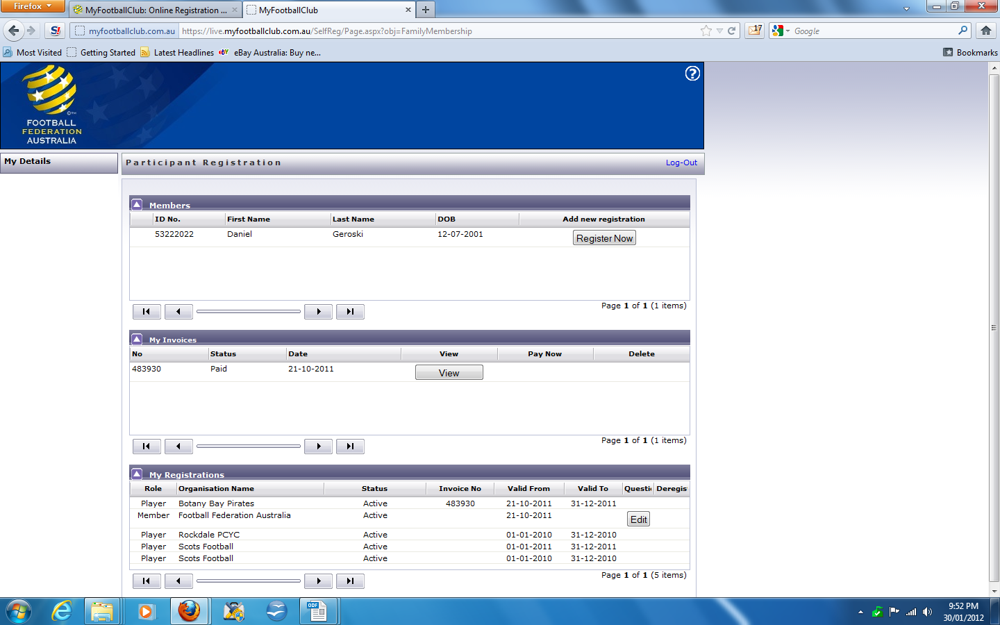 Firefox
MyFootballClub: Online Registration ...
MyFootballClub
myfootballclub.com.au
https://live.myfootballclub.com.au/SelfReg/Page.aspx?obj=FamilyMembership
17
Google
Most Visited
Getting Started
Latest Headlines
eBay Australia: Buy ne...
Bookmarks
FOOTBALL
FEDERATION
AUSTRALIA
?
My Details
Participant Registration
Log-Out
Members
ID No. First Name Last Name DOB Add new registration
53222022 Daniel Geroski 12-07-2001 Register Now
Page 1 of 1 (1 items)
My Invoices
No Status Date View Pay Now Delete
483930 Paid 21-10-2011 View
Page 1 of 1 (1 items)
My Registrations
Role Organisation Name Status Invoice No Valid From Valid To Questi Deregis
Player Botany Bay Pirates Active 483930 21-10-2011 31-12-2011
Member Football Federation Australia Active 21-10-2011 Edit
Player Rockdale PCYC Active 01-01-2010 31-12-2010
Player Scots Football Active 01-01-2011 31-12-2011
Player Scots Football Active 01-01-2010 31-12-2010
Page 1 of 1 (5 items)
ODF
9:52 PM
30/01/2012